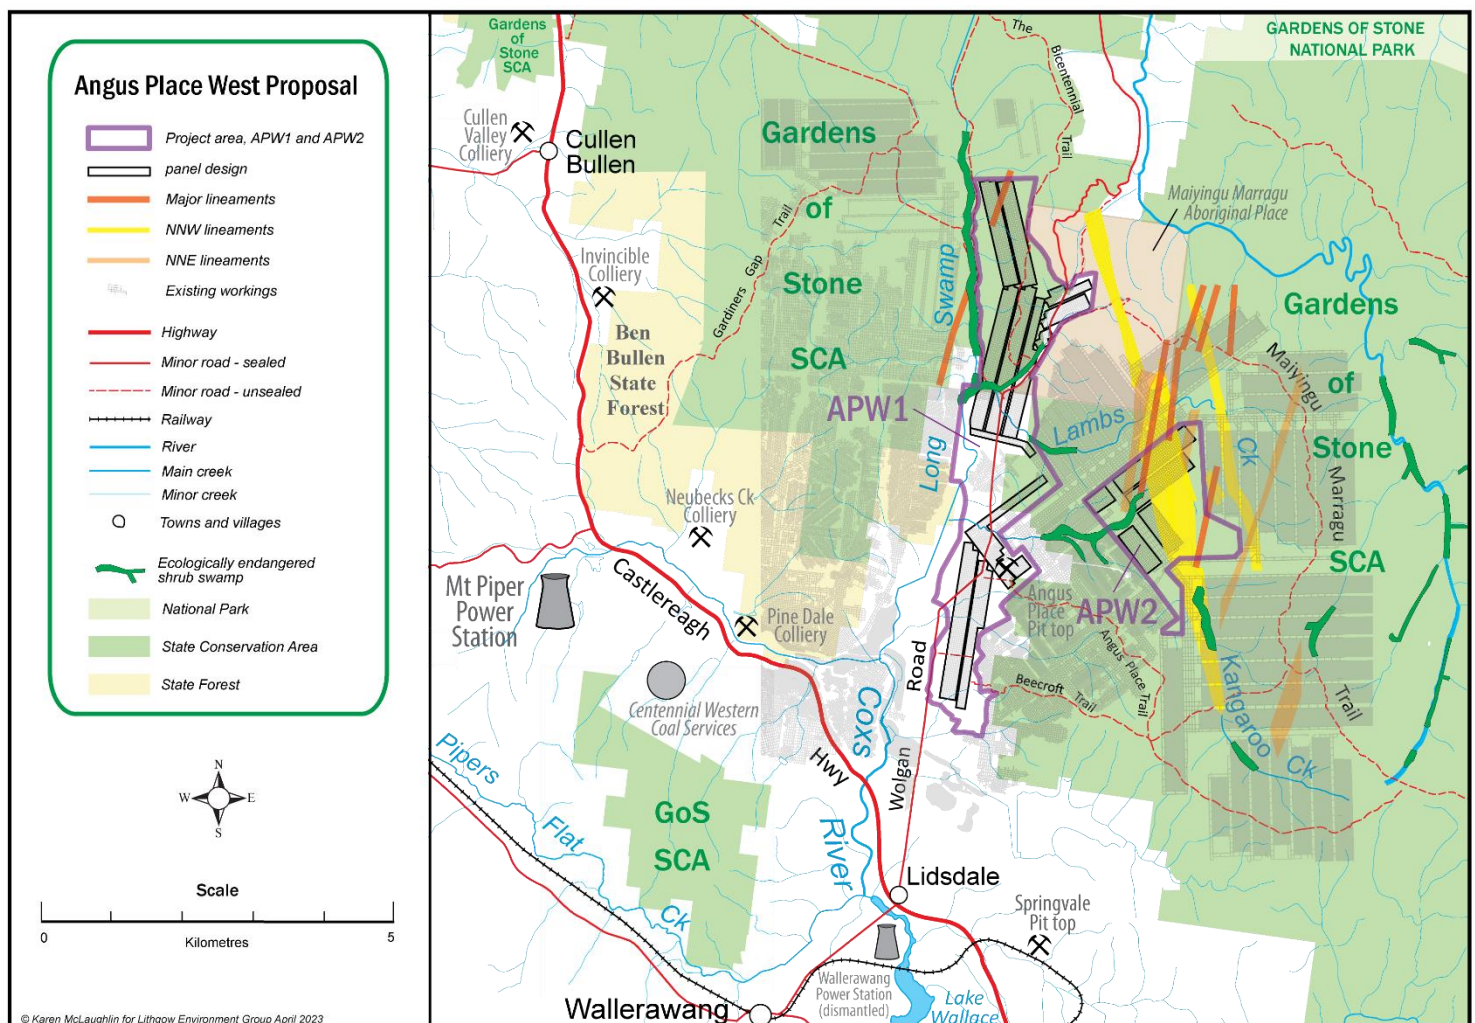 Angus Place West Proposal
Project area, APW1 and APW2
panel design
Major lineaments
NNW lineaments
NNE lineaments
Existing workings
Highway
Minor road - sealed
Minor road - unsealed
Railway
River
Main creek
Minor creek
Towns and villages
Ecologically endangered
shrub swamp
National Park
State Conservation Area
State Forest
N
W
E
S
Scale
0
5
Kilometres
© Karen McLaughlin for Lithgow Environment Group April 2023
Gardens
of
Stone
SCA
GARDENS OF STONE
NATIONAL PARK
The
Bicentennial
Trail
Cullen
Valley
Colliery
Cullen
Bullen
Gardens
of
Stone
SCA
Gardiners Gap Trail
Invincible
Colliery
Ben
Bullen
State
Forest
Maiyingu Marragu
Aboriginal Place
Long Swamp
Gardens
of
Stone
SCA
Maiyingu
Marragu
Trail
APW1
Lambs
Ck
Neubecks Ck
Colliery
Mt Piper
Power
Station
Castlereagh
Hwy
Pine Dale
Colliery
Angus
Place
Pit top
APW2
Angus Place Trail
Beecroft Trail
Kangaroo
Ck
Centennial Western
Coal Services
Coxs
River
Wolgan
Road
Pipers
Flat
Ck
GoS
SCA
Lidsdale
Springvale
Pit top
Wallerawang
Power Station
(dismantled)
Lake
Wallace
Wallerawang